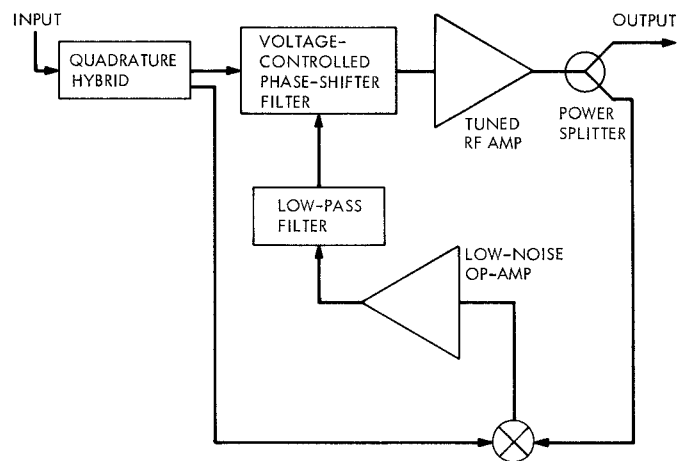 INPUT
OUTPUT
QUADRATURE
HYBRID
VOLTAGE-
CONTROLLED
PHASE-SHIFTER
FILTER
TUNED
RF AMP
POWER
SPLITTER
LOW-PASS
FILTER
LOW-NOISE
OP-AMP